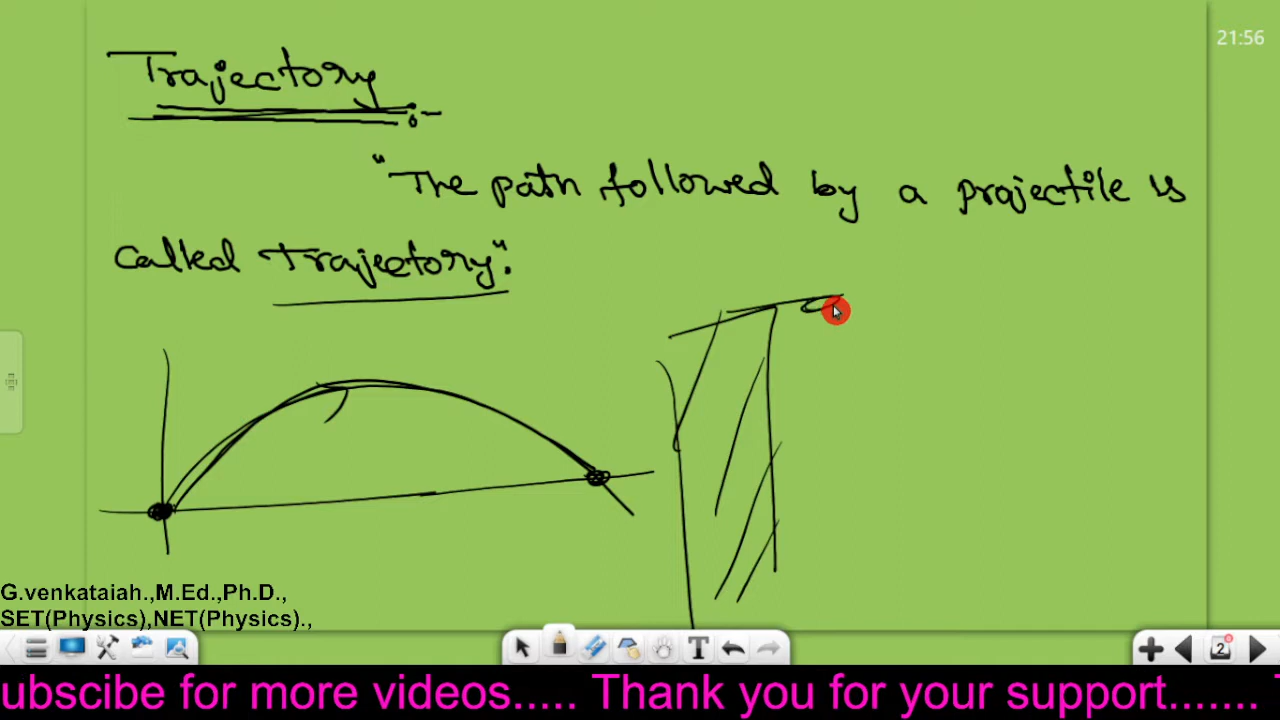 21:56
Trajectory :-
"The path followed by a projectile is
called trajectory".
G.venkataiah.,M.Ed.,Ph.D.,
SET(Physics),NET(Physics).,
T
2
ubscibe for more videos..... Thank you for your support.......